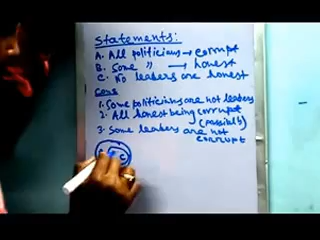 Statements:
A. All politicians → corrupt
B. Some " → honest
C. No leaders are honest
Cons
1. Some politicians are not leaders
2. All honest being corrupt
(possibly)
3. Some leaders are not
corrupt
P C